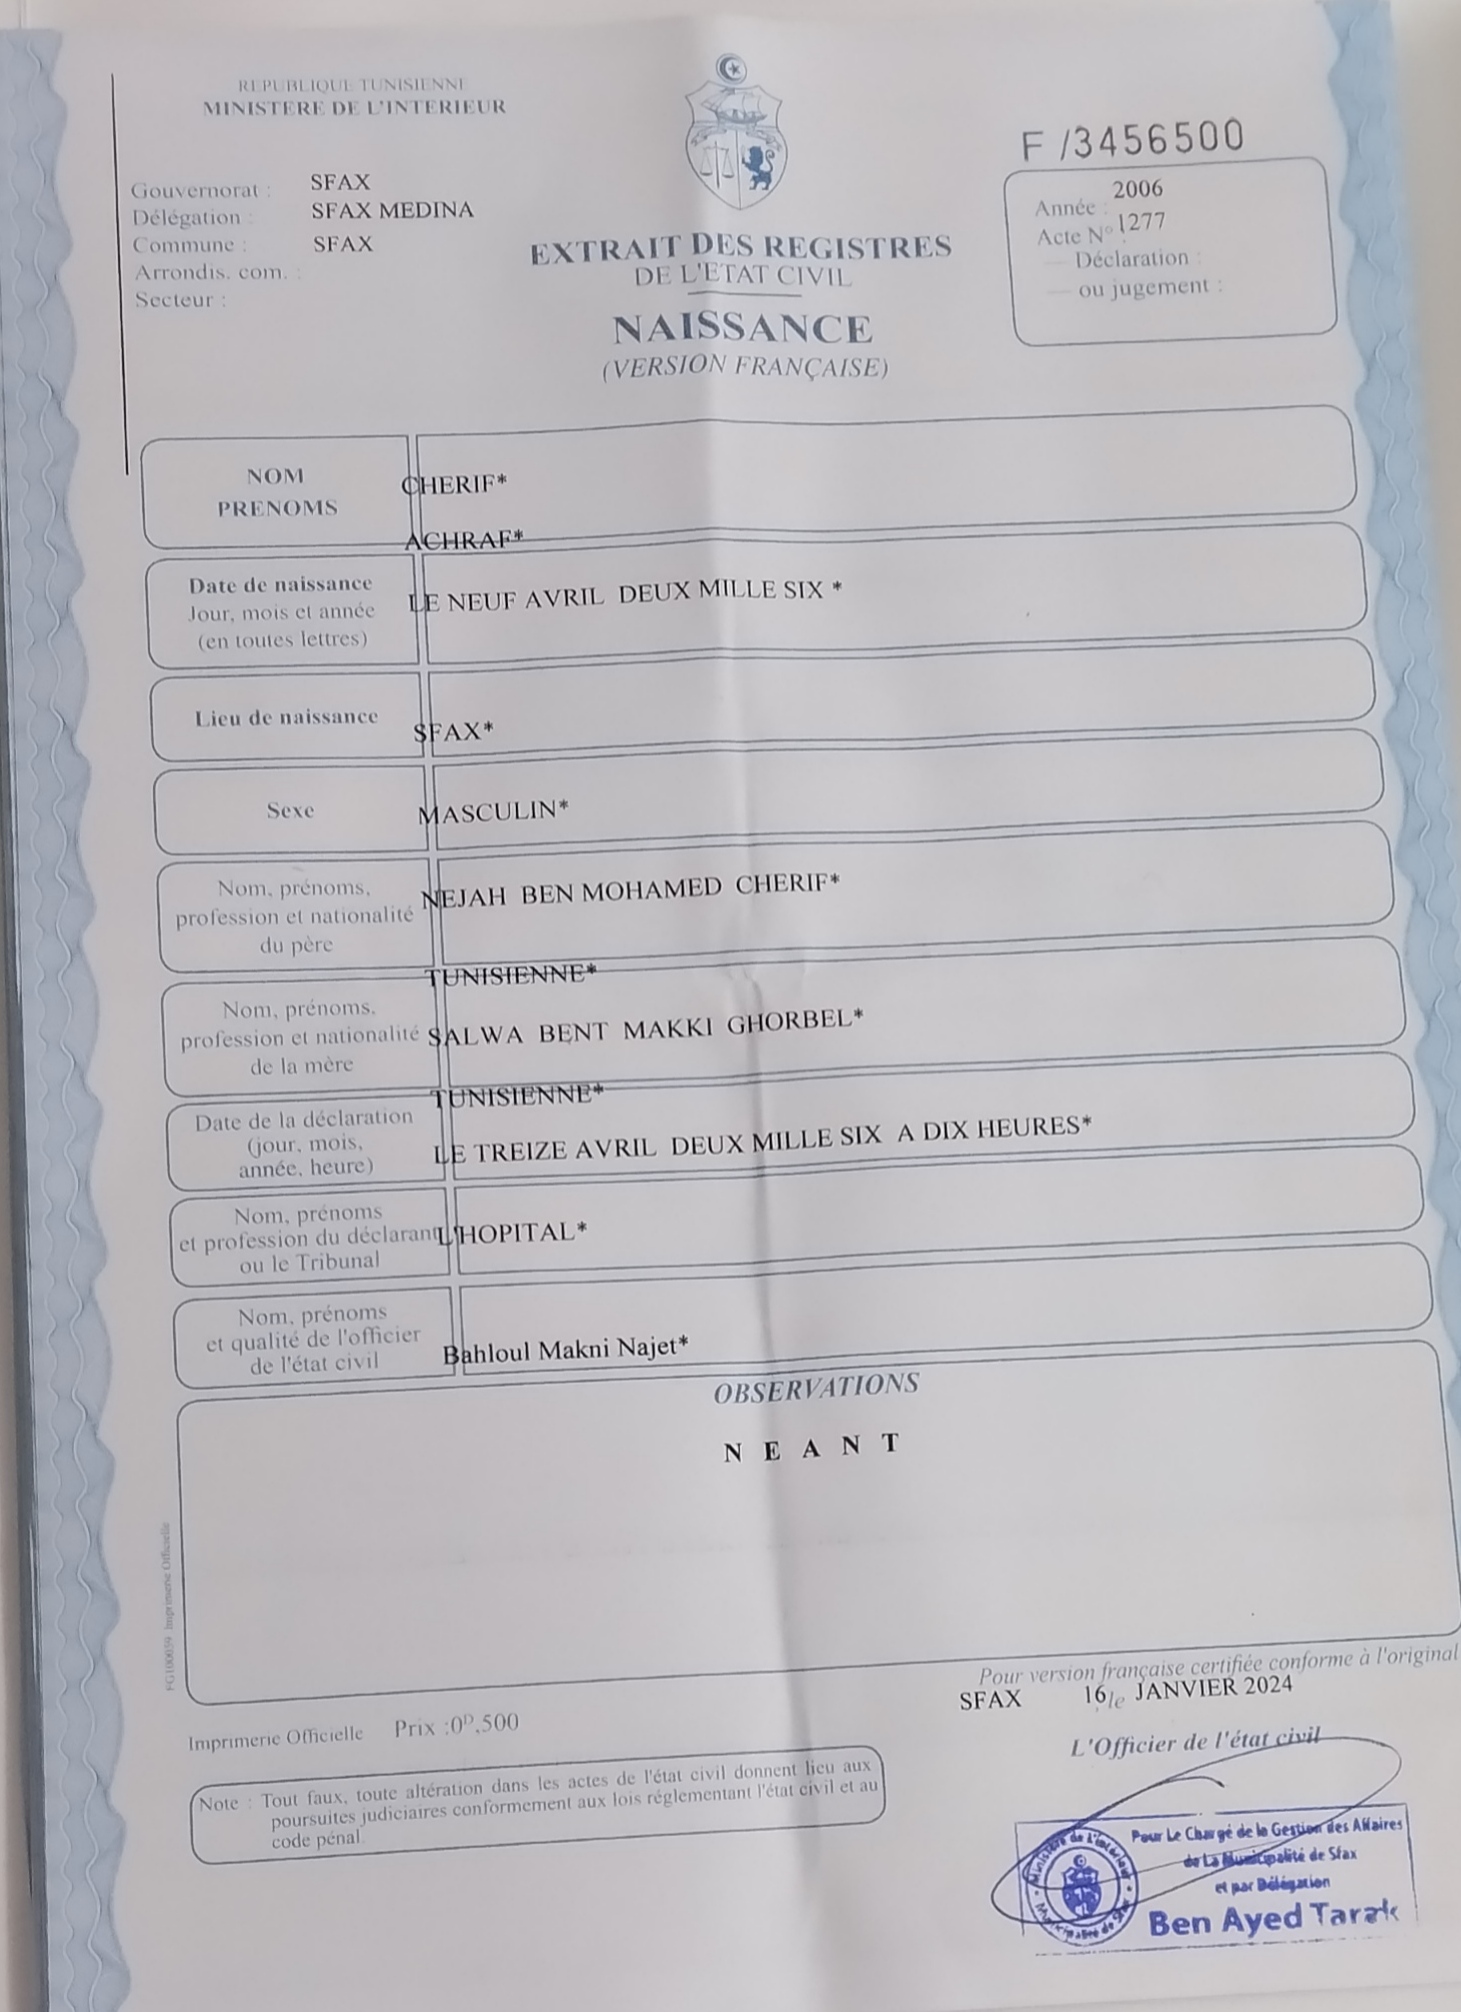 REPUBLIQUE TUNISIENNE
MINISTERE DE L'INTERIEUR
F /3456500
Gouvernorat : SFAX
Délégation : SFAX MEDINA
Commune : SFAX
Arrondis. com. :
Secteur :
EXTRAIT DES REGISTRES
DE L'ETAT CIVIL
NAISSANCE
(VERSION FRANÇAISE)
Année : 2006
Acte N° : 1277
— Déclaration :
— ou jugement :
NOM
PRENOMS
CHERIF*
ACHRAF*
Date de naissance
Jour, mois et année
(en toutes lettres)
LE NEUF AVRIL DEUX MILLE SIX *
Lieu de naissance
SFAX*
Sexe
MASCULIN*
Nom, prénoms,
profession et nationalité
du père
NEJAH BEN MOHAMED CHERIF*
TUNISIENNE*
Nom, prénoms,
profession et nationalité
de la mère
SALWA BENT MAKKI GHORBEL*
TUNISIENNE*
Date de la déclaration
(jour, mois,
année, heure)
LE TREIZE AVRIL DEUX MILLE SIX A DIX HEURES*
Nom, prénoms
et profession du déclarant
ou le Tribunal
L'HOPITAL*
Nom, prénoms
et qualité de l'officier
de l'état civil
Bahloul Makni Najet*
OBSERVATIONS
N E A N T
FG100059 Imprimerie Officielle
Pour version française certifiée conforme à l'original
SFAX 16 le JANVIER 2024
Imprimerie Officielle Prix :0ᴰ,500
L'Officier de l'état civil
Note : Tout faux, toute altération dans les actes de l'état civil donnent lieu aux
poursuites judiciaires conformement aux lois réglementant l'état civil et au
code pénal.
Pour Le Chargé de la Gestion des Affaires
de La Municipalité de Sfax
et par Délégation
Ben Ayed Tarak
Ministère de L'intérieur
Municipalité de Sfax